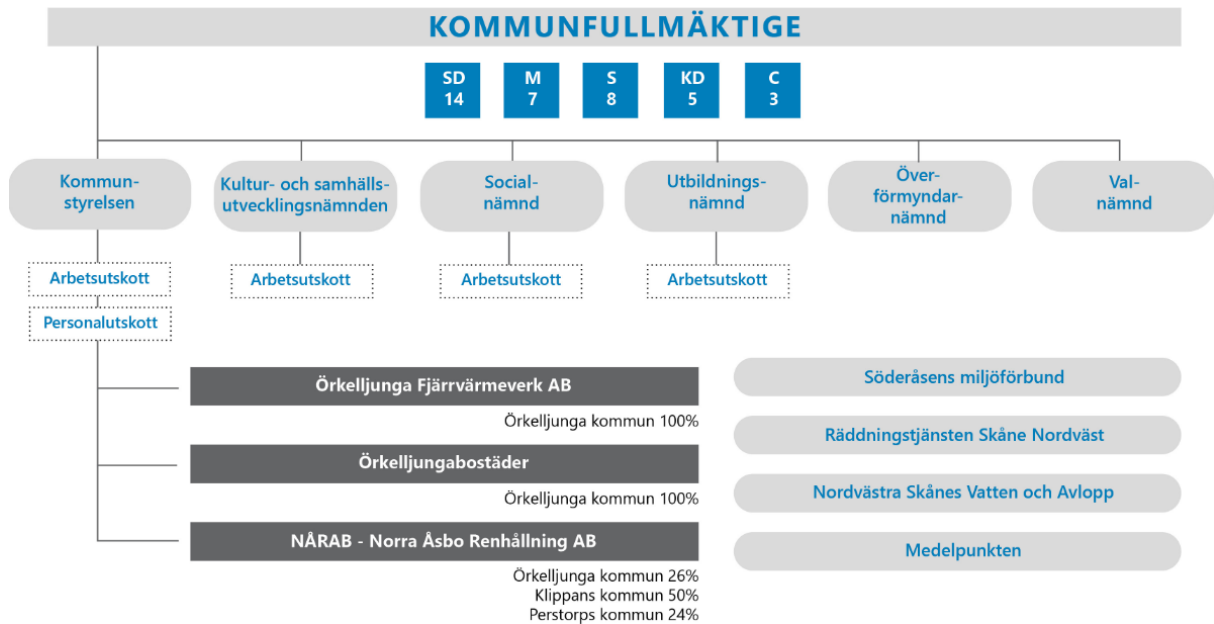 KOMMUNFULLMÄKTIGE
SD
14
M
7
S
8
KD
5
C
3
Kommun-
styrelsen
Kultur- och samhälls-
utvecklingsnämnden
Social-
nämnd
Utbildnings-
nämnd
Över-
förmyndar-
nämnd
Val-
nämnd
Arbetsutskott
Arbetsutskott
Arbetsutskott
Arbetsutskott
Personalutskott
Örkelljunga Fjärrvärmeverk AB
Örkelljunga kommun 100%
Örkelljungabostäder
Örkelljunga kommun 100%
NÅRAB - Norra Åsbo Renhållning AB
Örkelljunga kommun 26%
Klippans kommun 50%
Perstorps kommun 24%
Söderåsens miljöförbund
Räddningstjänsten Skåne Nordväst
Nordvästra Skånes Vatten och Avlopp
Medelpunkten